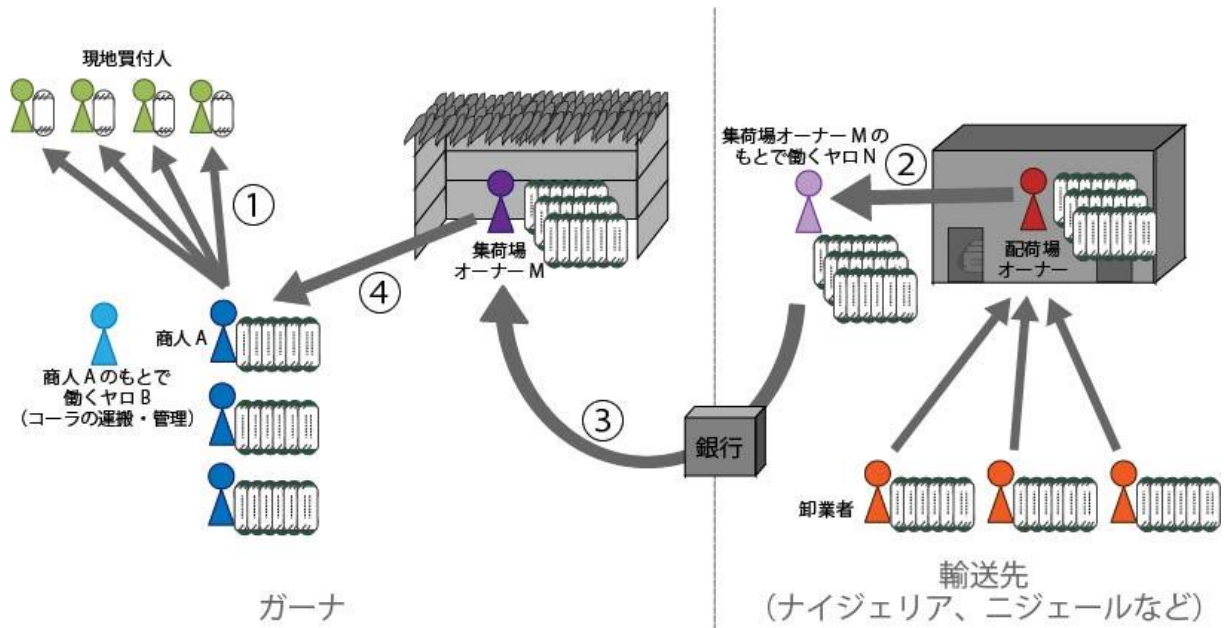 現地買付人
①
商人 A
商人 A のもとで
働くヤロ B
(コーラの運搬・管理)
④
集荷場
オーナー M
③
銀行
集荷場オーナー M の
もとで働くヤロ N
②
配荷場
オーナー
卸業者
ガーナ
輸送先
(ナイジェリア、ニジェールなど)